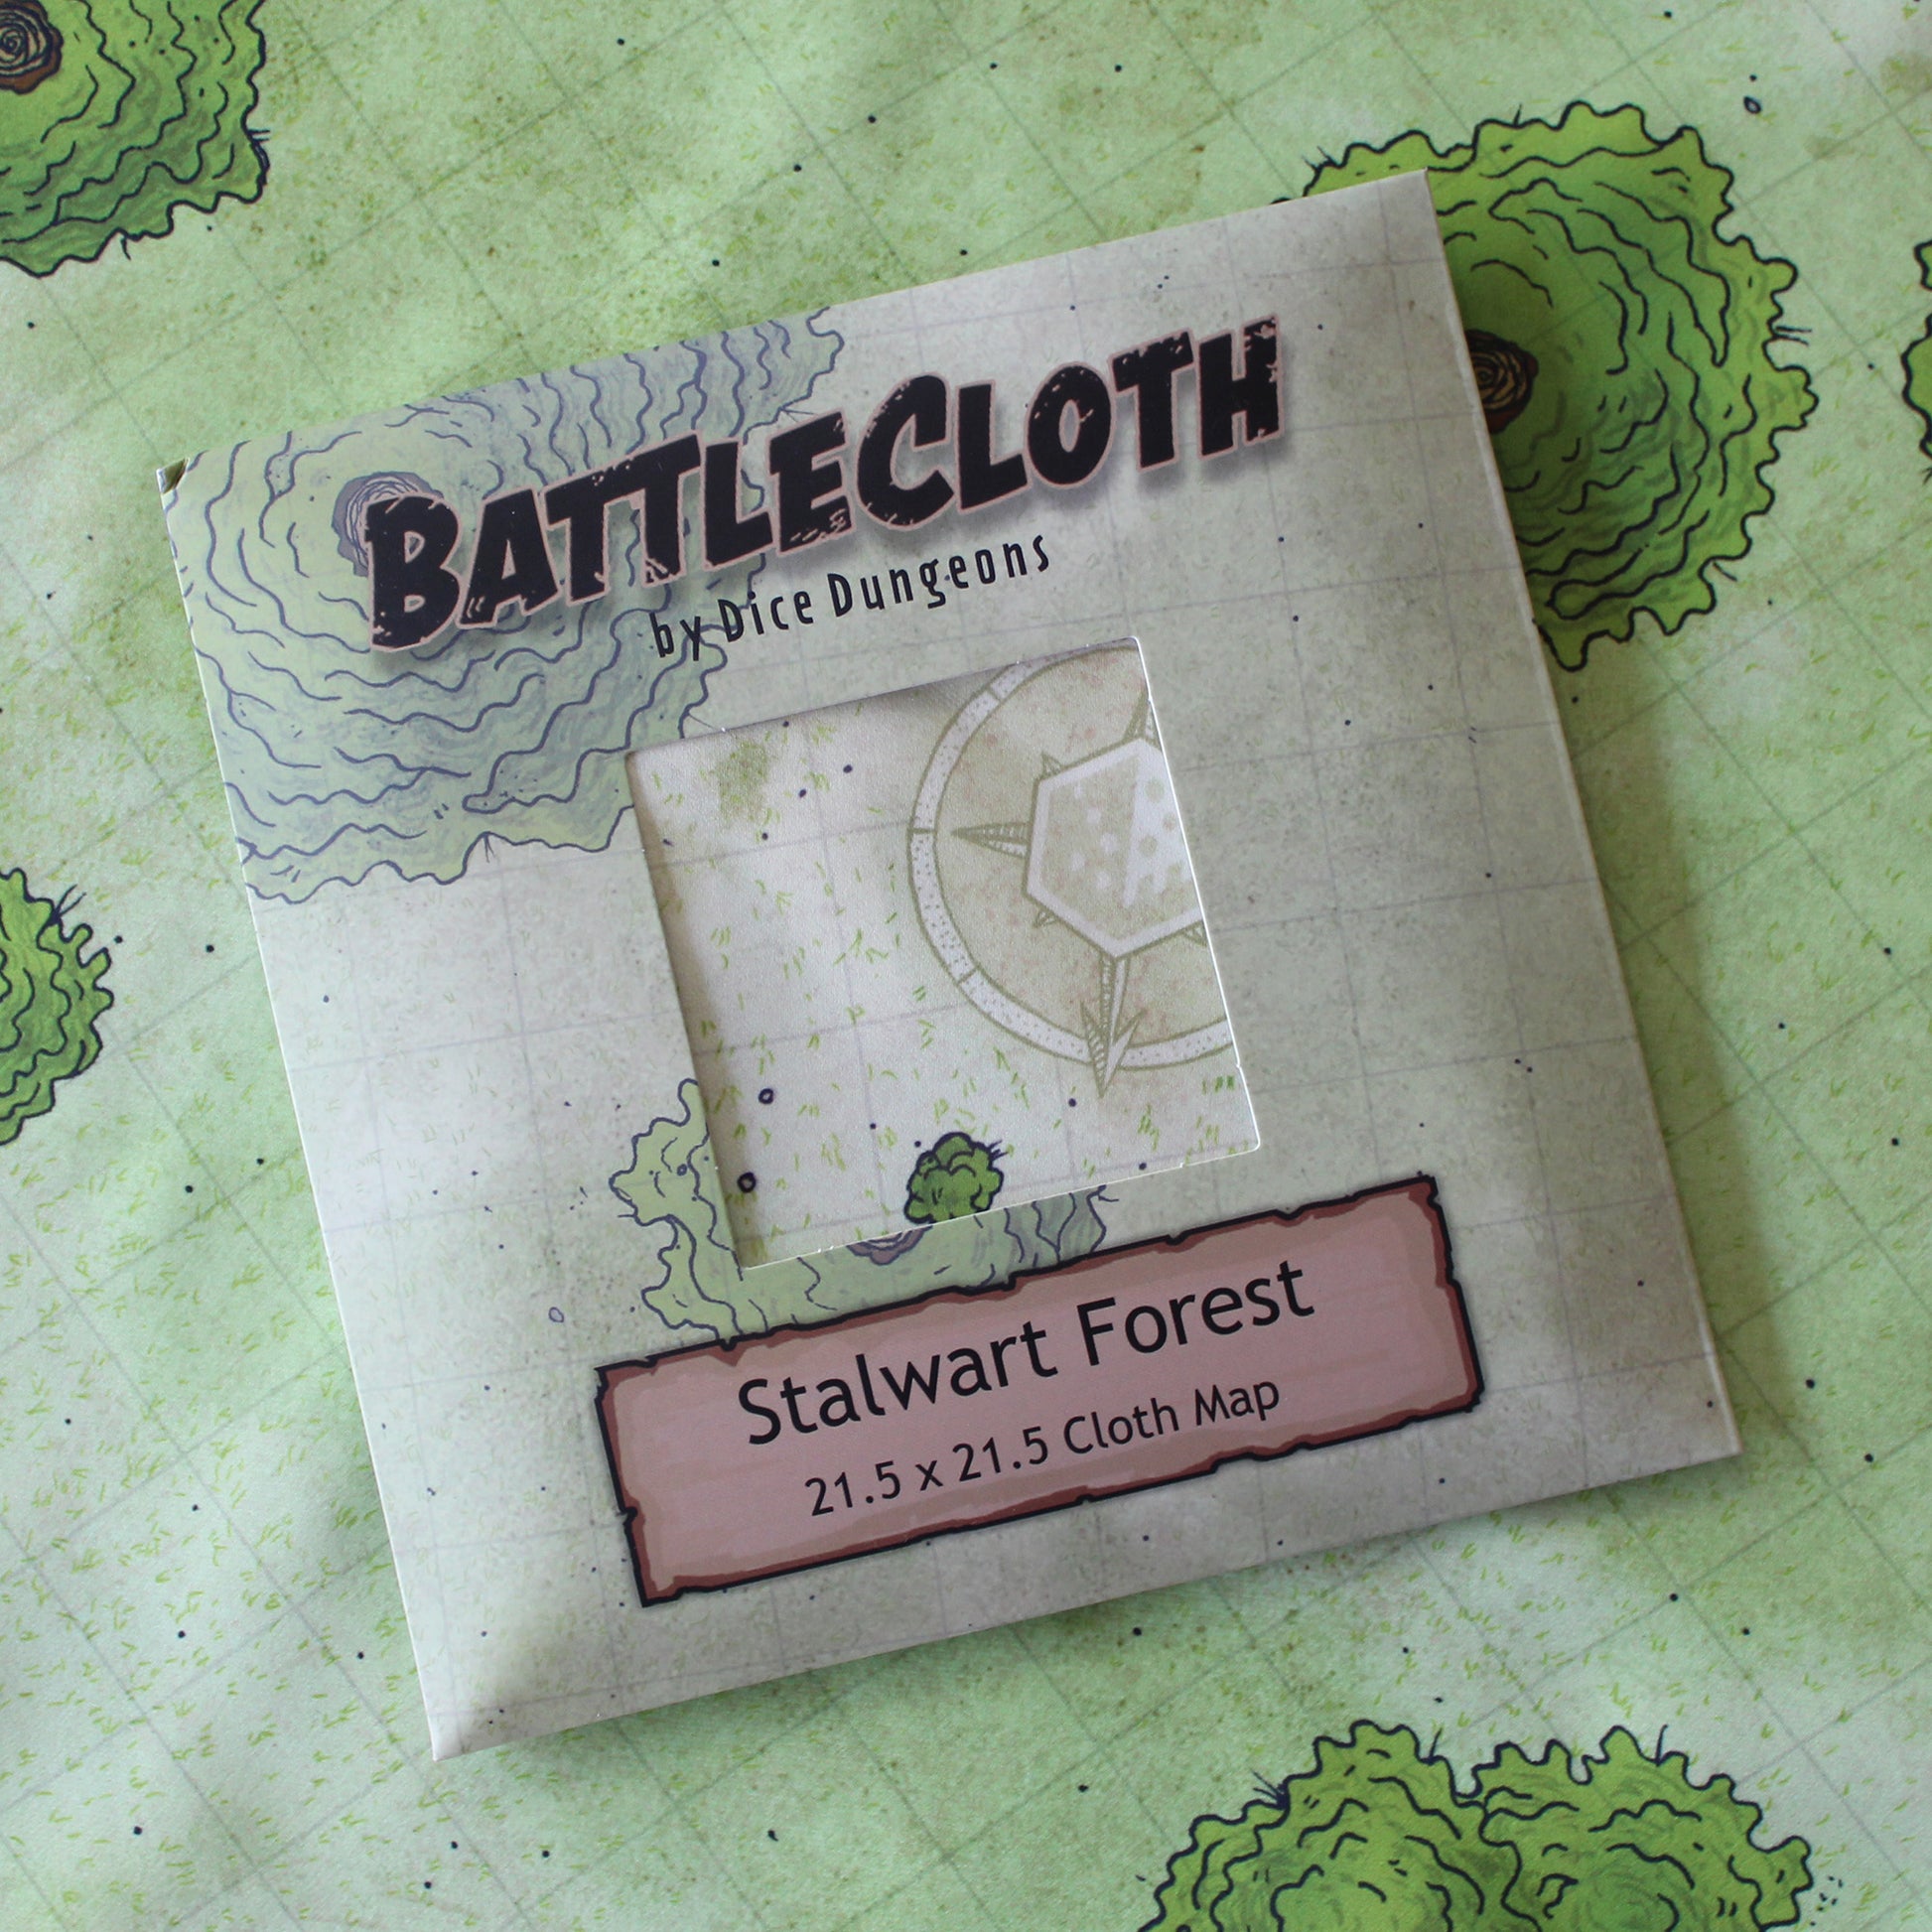 BATTLECLOTH
by Dice Dungeons
Stalwart Forest
21.5 x 21.5 Cloth Map